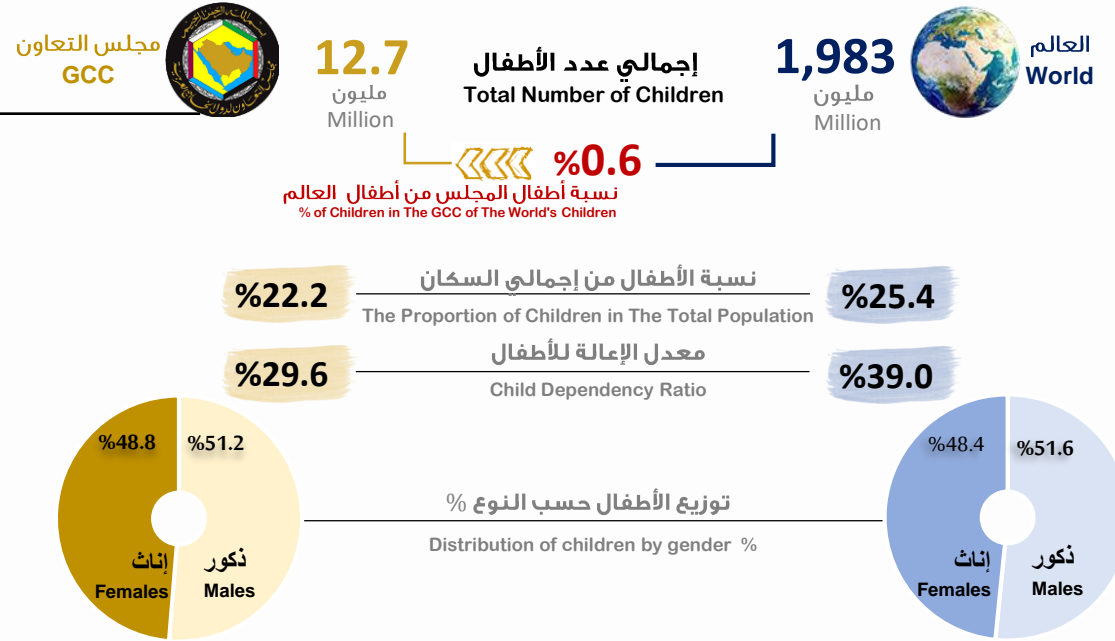 العالم
World
1,983
مليون
Million
إجمالي عدد الأطفال
Total Number of Children
12.7
مليون
Million
مجلس التعاون
GCC
%0.6
نسبة أطفال المجلس من أطفال العالم
% of Children in The GCC of The World's Children
%25.4
نسبة الأطفال من إجمالي السكان
The Proportion of Children in The Total Population
%22.2
%39.0
معدل الإعالة للأطفال
Child Dependency Ratio
%29.6
%51.6
%48.4
ذكور
Males
إناث
Females
توزيع الأطفال حسب النوع %
Distribution of children by gender %
%51.2
%48.8
ذكور
Males
إناث
Females